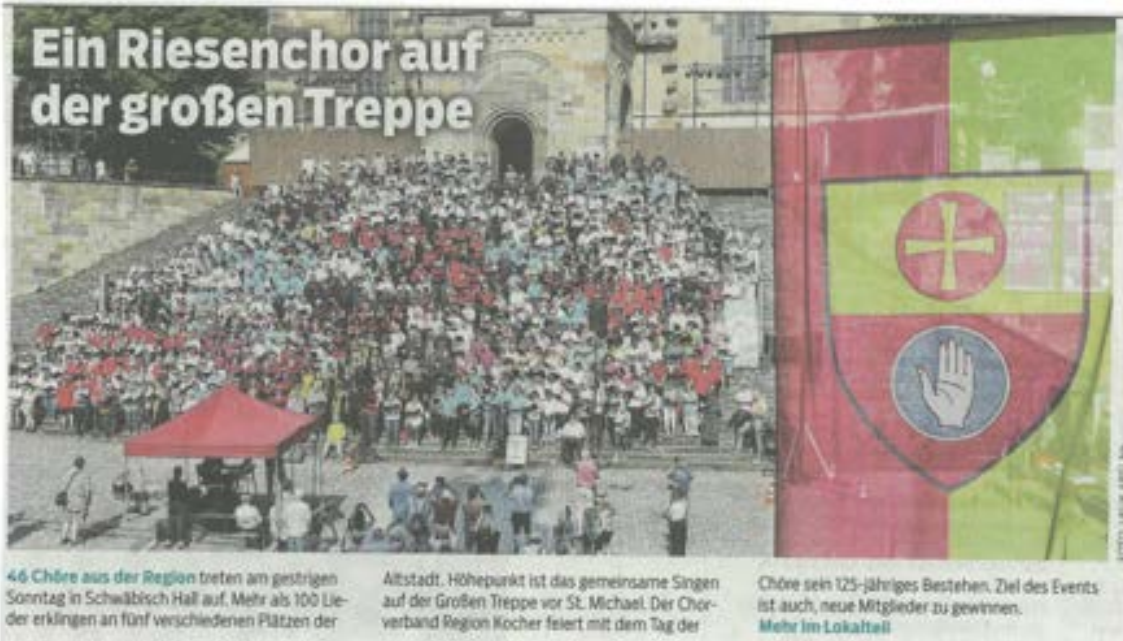 Ein Riesenchor auf
der großen Treppe
46 Chöre aus der Region treten am gestrigen
Sonntag in Schwäbisch Hall auf. Mehr als 100 Lie-
der erklingen an fünf verschiedenen Plätzen der
Altstadt. Höhepunkt ist das gemeinsame Singen
auf der Großen Treppe vor St. Michael. Der Chor-
verband Region Kocher feiert mit dem Tag der
Chöre sein 125-jähriges Bestehen. Ziel des Events
ist auch, neue Mitglieder zu gewinnen.
Mehr im Lokalteil